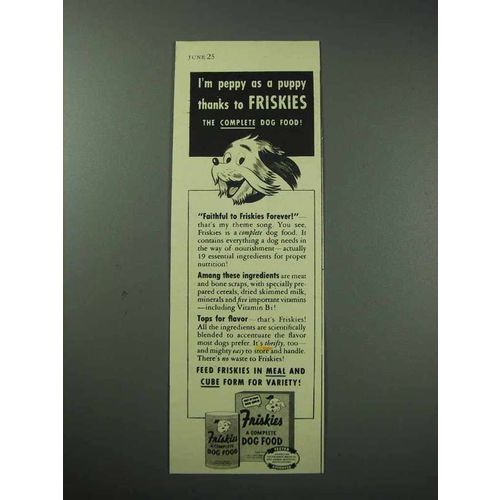 JUNE 25
I'm peppy as a puppy
thanks to FRISKIES
THE COMPLETE DOG FOOD!
"Faithful to Friskies Forever!"—
that's my theme song. You see,
Friskies is a complete dog food. It
contains everything a dog needs in
the way of nourishment—actually
19 essential ingredients for proper
nutrition!
Among these ingredients are meat
and bone scraps, with specially pre-
pared cereals, dried skimmed milk,
minerals and five important vitamins
—including Vitamin B1!
Tops for flavor—that's Friskies!
All the ingredients are scientifically
blended to accentuate the flavor
most dogs prefer. It's thrifty, too—
and mighty easy to store and handle.
There's no waste to Friskies!
FEED FRISKIES IN MEAL AND
CUBE FORM FOR VARIETY!
Friskies
A COMPLETE
DOG FOOD
Friskies
A COMPLETE
DOG FOOD
TESTED
APPROVED